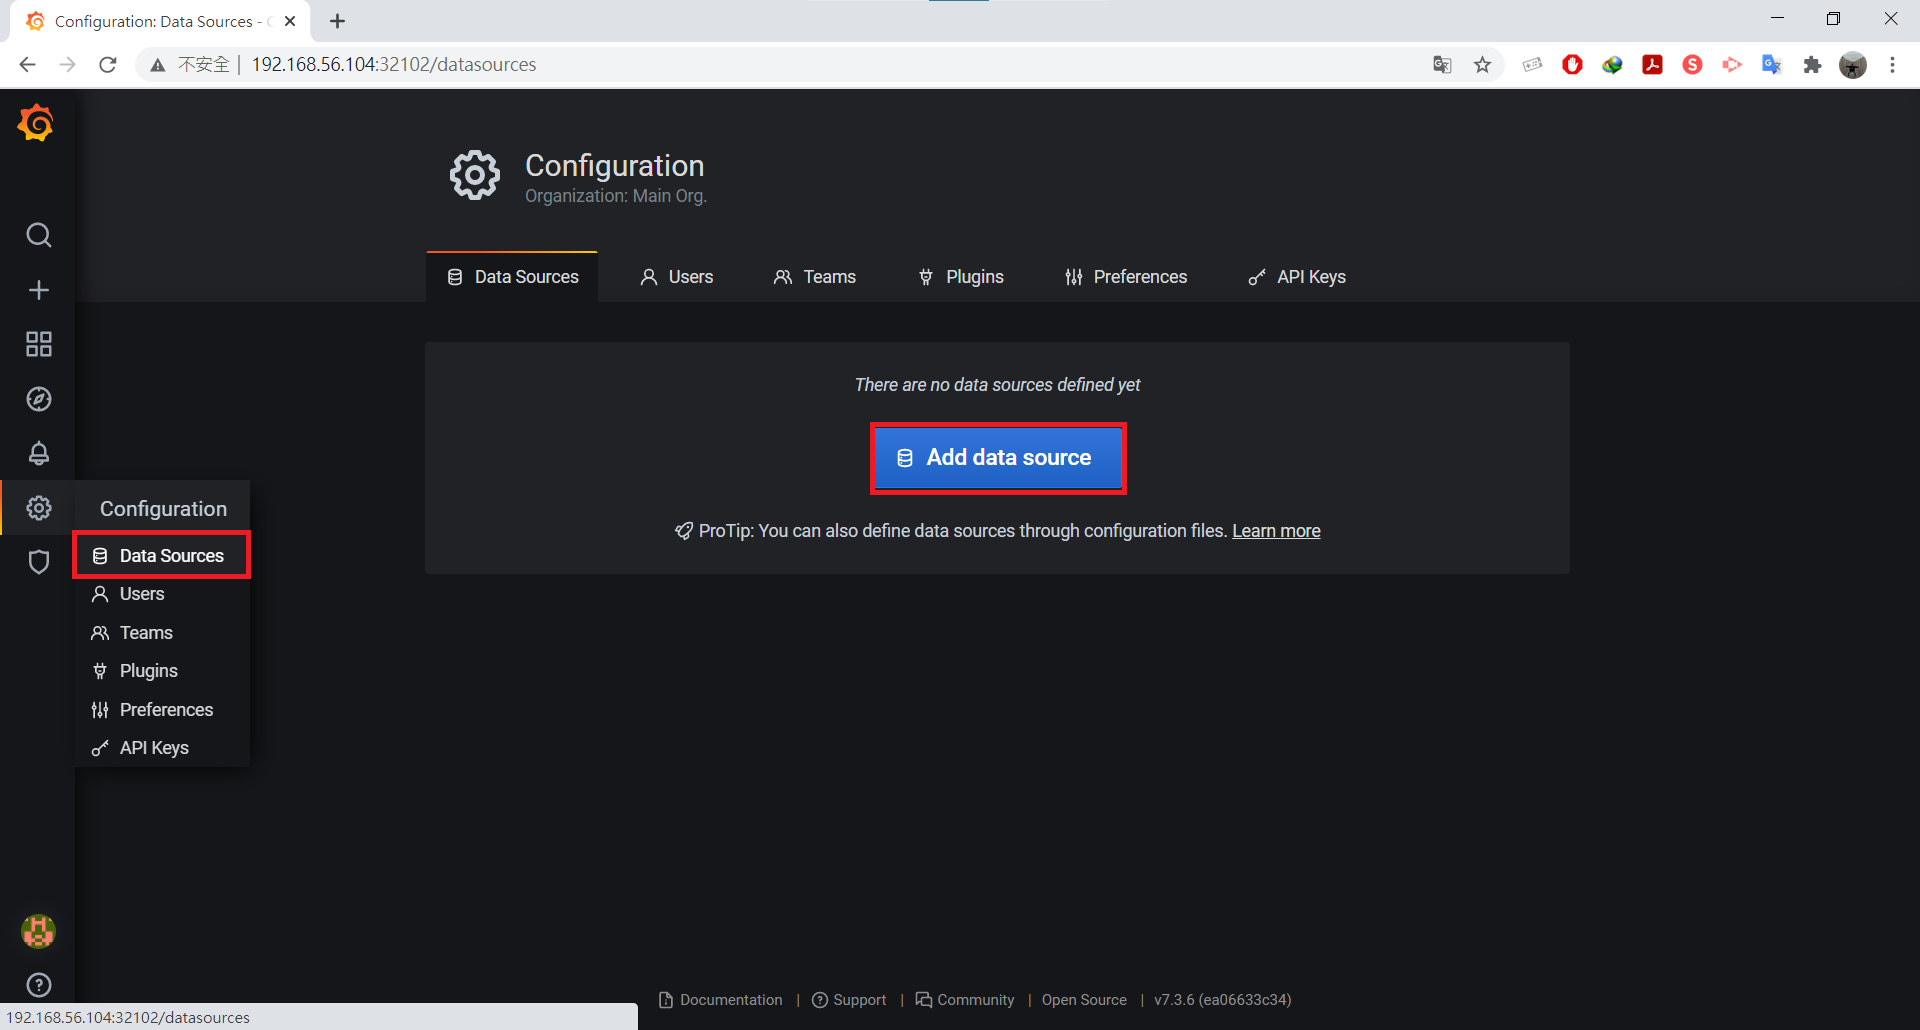 Configuration: Data Sources -
不安全 192.168.56.104:32102/datasources
Configuration
Organization: Main Org.
Data Sources Users Teams Plugins Preferences API Keys
There are no data sources defined yet
Add data source
ProTip: You can also define data sources through configuration files. Learn more
Configuration
Data Sources
Users
Teams
Plugins
Preferences
API Keys
Documentation | Support | Community | Open Source | v7.3.6 (ea06633c34)
192.168.56.104:32102/datasources